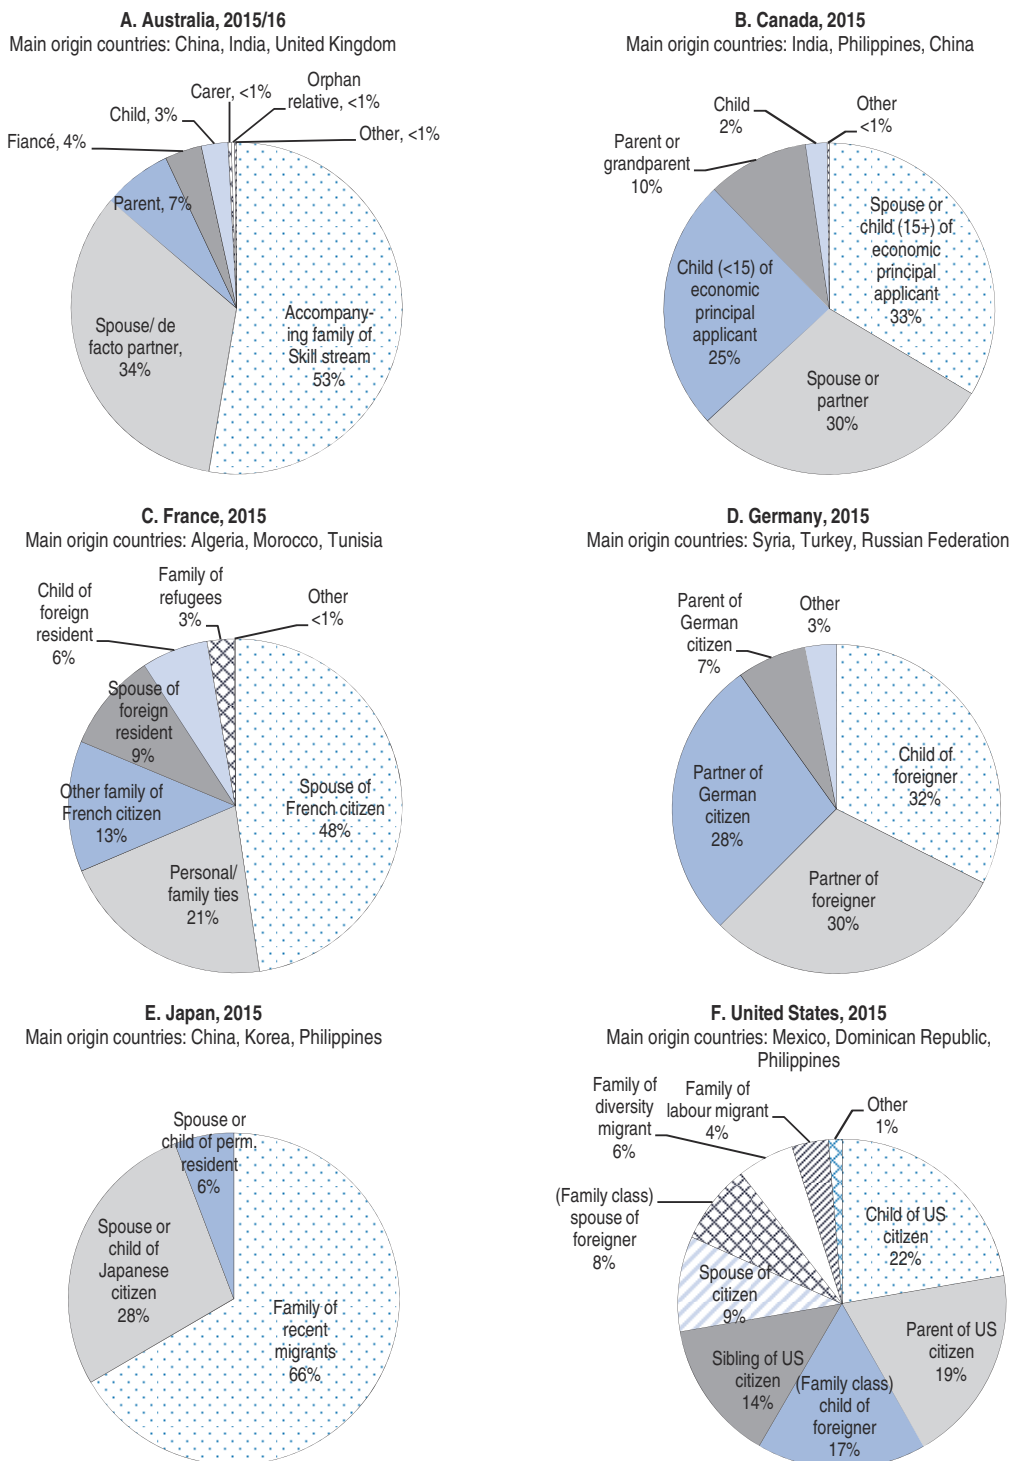 A. Australia, 2015/16
Main origin countries: China, India, United Kingdom
Orphan
relative, <1%
Carer, <1%
Child, 3%
Other, <1%
Fiancé, 4%
Parent, 7%
Spouse/ de
facto partner,
34%
Accompany-
ing family of
Skill stream
53%
B. Canada, 2015
Main origin countries: India, Philippines, China
Child
2%
Other
<1%
Parent or
grandparent
10%
Spouse or
child (15+) of
economic
principal
applicant
33%
Child (<15) of
economic
principal
applicant
25%
Spouse or
partner
30%
C. France, 2015
Main origin countries: Algeria, Morocco, Tunisia
Family of
refugees
3%
Child of
foreign
resident
6%
Other
<1%
Spouse of
foreign
resident
9%
Other family of
French citizen
13%
Spouse of
French citizen
48%
Personal/
family ties
21%
D. Germany, 2015
Main origin countries: Syria, Turkey, Russian Federation
Parent of
German
citizen
7%
Other
3%
Child of
foreigner
32%
Partner of
German
citizen
28%
Partner of
foreigner
30%
E. Japan, 2015
Main origin countries: China, Korea, Philippines
Spouse or
child of perm.
resident
6%
Spouse or
child of
Japanese
citizen
28%
Family of
recent
migrants
66%
F. United States, 2015
Main origin countries: Mexico, Dominican Republic,
Philippines
Family of
diversity
migrant
6%
Family of
labour migrant
4%
Other
1%
(Family class)
spouse of
foreigner
8%
Child of US
citizen
22%
Spouse of
citizen
9%
Parent of US
citizen
19%
Sibling of US
citizen
14%
(Family class)
child of
foreigner
17%